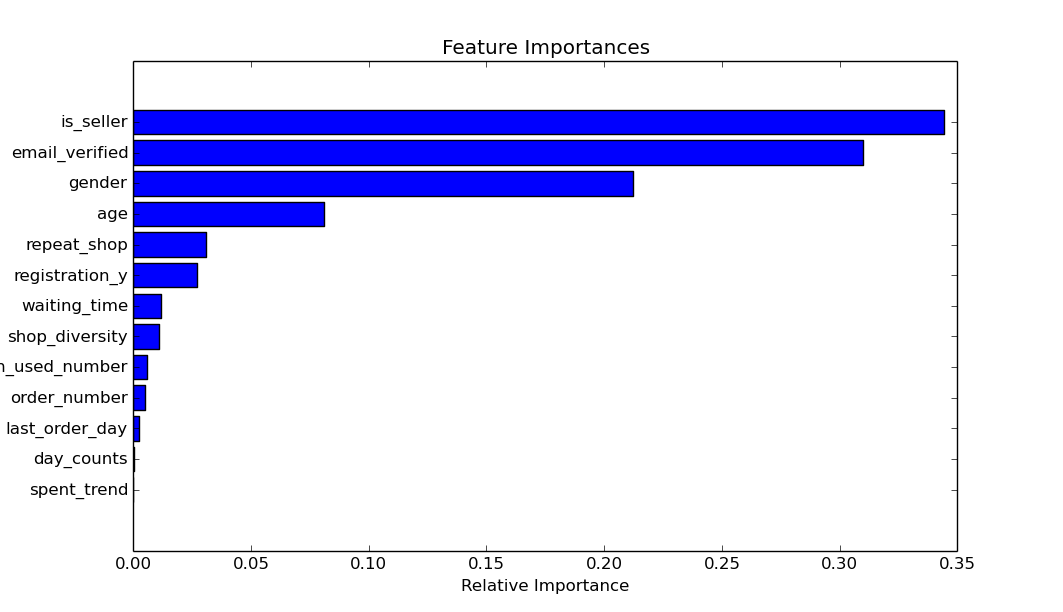 Feature Importances
is_seller
email_verified
gender
age
repeat_shop
registration_y
waiting_time
shop_diversity
n_used_number
order_number
last_order_day
day_counts
spent_trend
0.00 0.05 0.10 0.15 0.20 0.25 0.30 0.35
Relative Importance